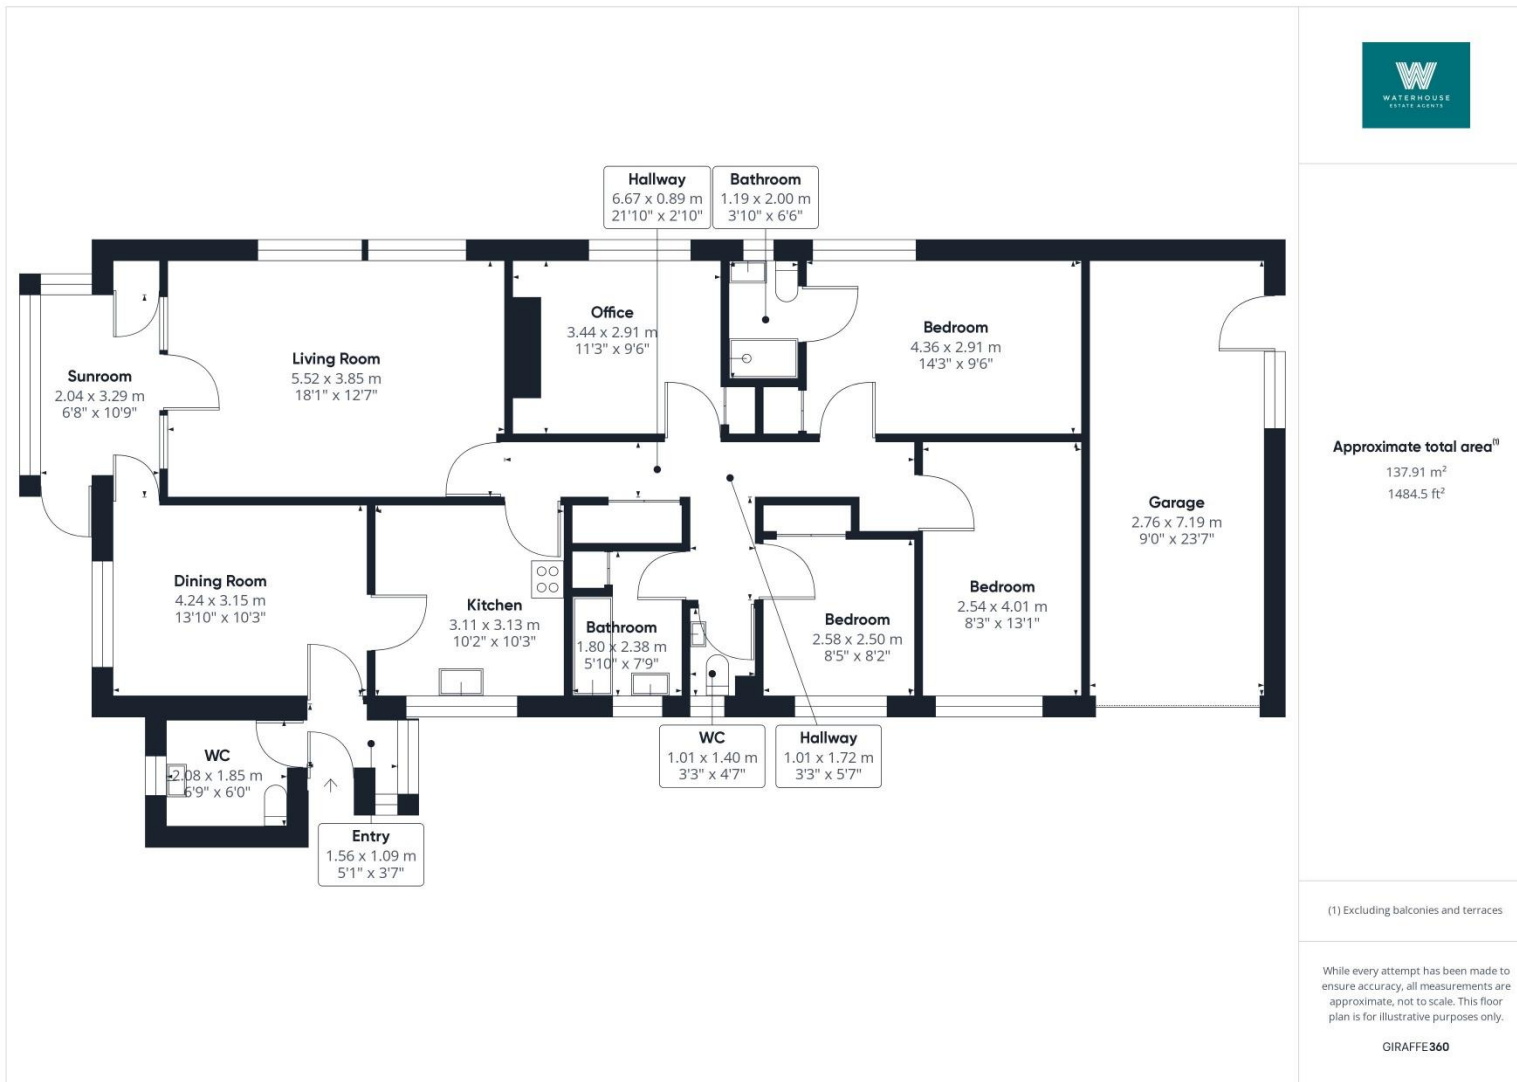 W
WATERHOUSE
ESTATE AGENTS
Hallway
6.67 x 0.89 m
21'10" x 2'10"
Bathroom
1.19 x 2.00 m
3'10" x 6'6"
Office
3.44 x 2.91 m
11'3" x 9'6"
Bedroom
4.36 x 2.91 m
14'3" x 9'6"
Living Room
5.52 x 3.85 m
18'1" x 12'7"
Sunroom
2.04 x 3.29 m
6'8" x 10'9"
Garage
2.76 x 7.19 m
9'0" x 23'7"
Dining Room
4.24 x 3.15 m
13'10" x 10'3"
Kitchen
3.11 x 3.13 m
10'2" x 10'3"
Bathroom
1.80 x 2.38 m
5'10" x 7'9"
Bedroom
2.58 x 2.50 m
8'5" x 8'2"
Bedroom
2.54 x 4.01 m
8'3" x 13'1"
WC
2.08 x 1.85 m
6'9" x 6'0"
WC
1.01 x 1.40 m
3'3" x 4'7"
Hallway
1.01 x 1.72 m
3'3" x 5'7"
Entry
1.56 x 1.09 m
5'1" x 3'7"
Approximate total area(1)
137.91 m²
1484.5 ft²
(1) Excluding balconies and terraces
While every attempt has been made to
ensure accuracy, all measurements are
approximate, not to scale. This floor
plan is for illustrative purposes only.
GIRAFFE360